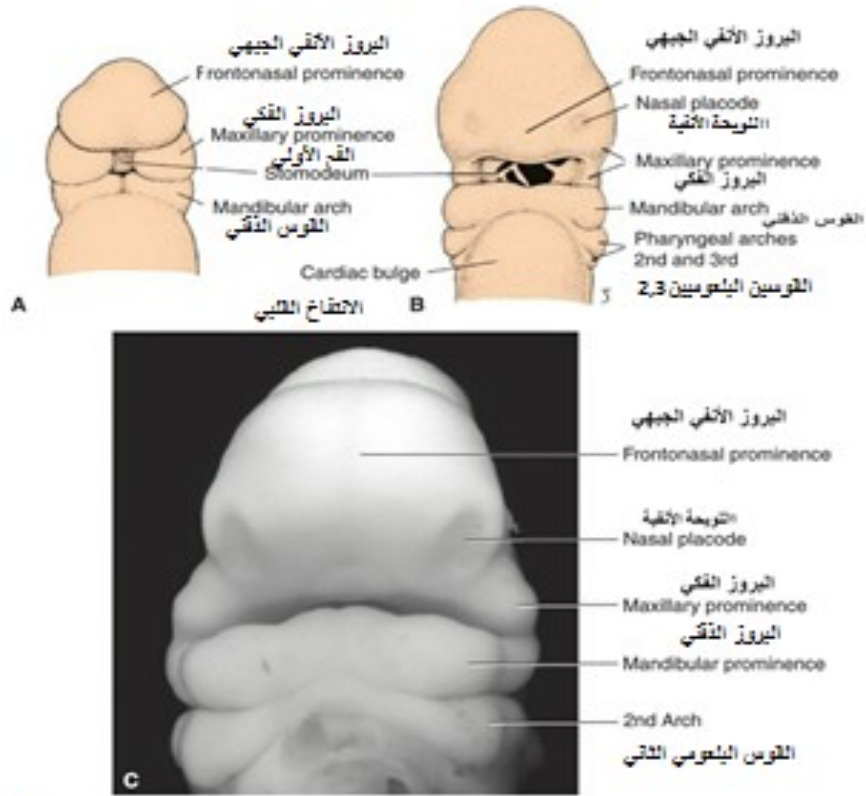 البروز الأنفي الجبهي
Frontonasal prominence
البروز الفكي
Maxillary prominence
الفم الأولي
Stomodeum
Mandibular arch
القوس الذقني
Cardiac bulge
الانتفاخ القلبي
A
البروز الأنفي الجبهي
Frontonasal prominence
Nasal placode
اللويحة الأنفية
Maxillary prominence
البروز الفكي
Mandibular arch
القوس الذقني
Pharyngeal arches
2nd and 3rd
القوسين البلعوميين 2,3
B
البروز الأنفي الجبهي
Frontonasal prominence
اللويحة الأنفية
Nasal placode
البروز الفكي
Maxillary prominence
البروز الذقني
Mandibular prominence
2nd Arch
القوس البلعومي الثاني
C